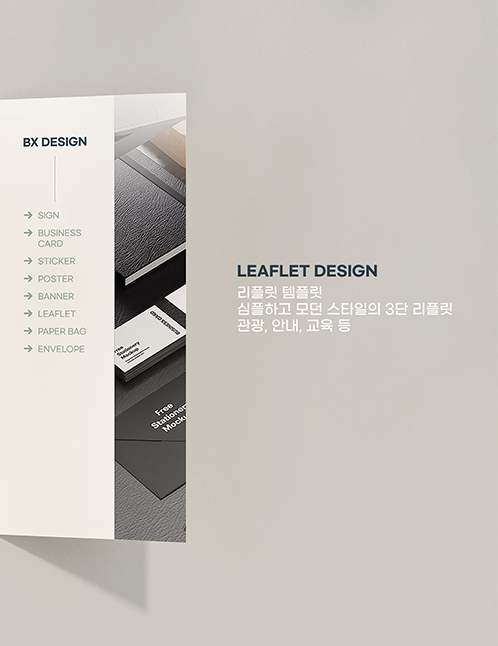 BX DESIGN
→ SIGN
→ BUSINESS
CARD
→ STICKER
→ POSTER
→ BANNER
→ LEAFLET
→ PAPER BAG
→ ENVELOPE
BUSINESS CARD
Free
Stationery
Mockup
Free
Stationery
LEAFLET DESIGN
리플릿 템플릿
심플하고 모던 스타일의 3단 리플릿
관광, 안내, 교육 등